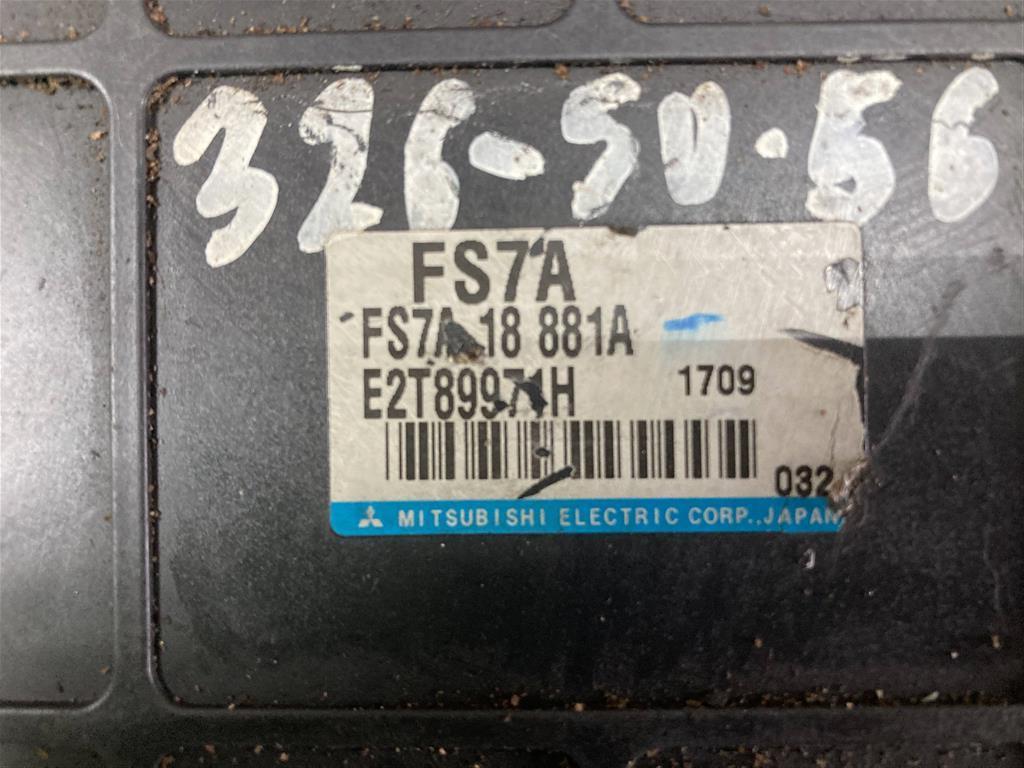 326-50.56
FS7A
FS7A 18 881A
E2T89971H 1709
032
MITSUBISHI ELECTRIC CORP.,JAPAN